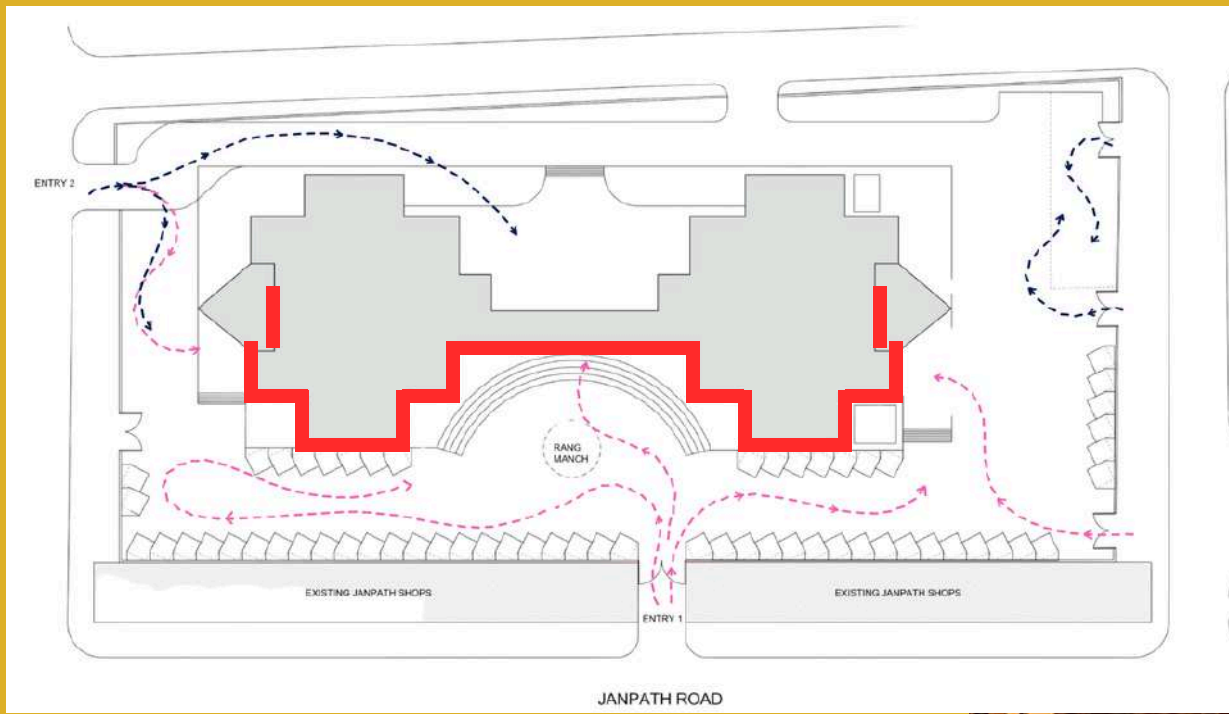 ENTRY 2
RANG
MANCH
EXISTING JANPATH SHOPS
EXISTING JANPATH SHOPS
ENTRY 1
JANPATH ROAD